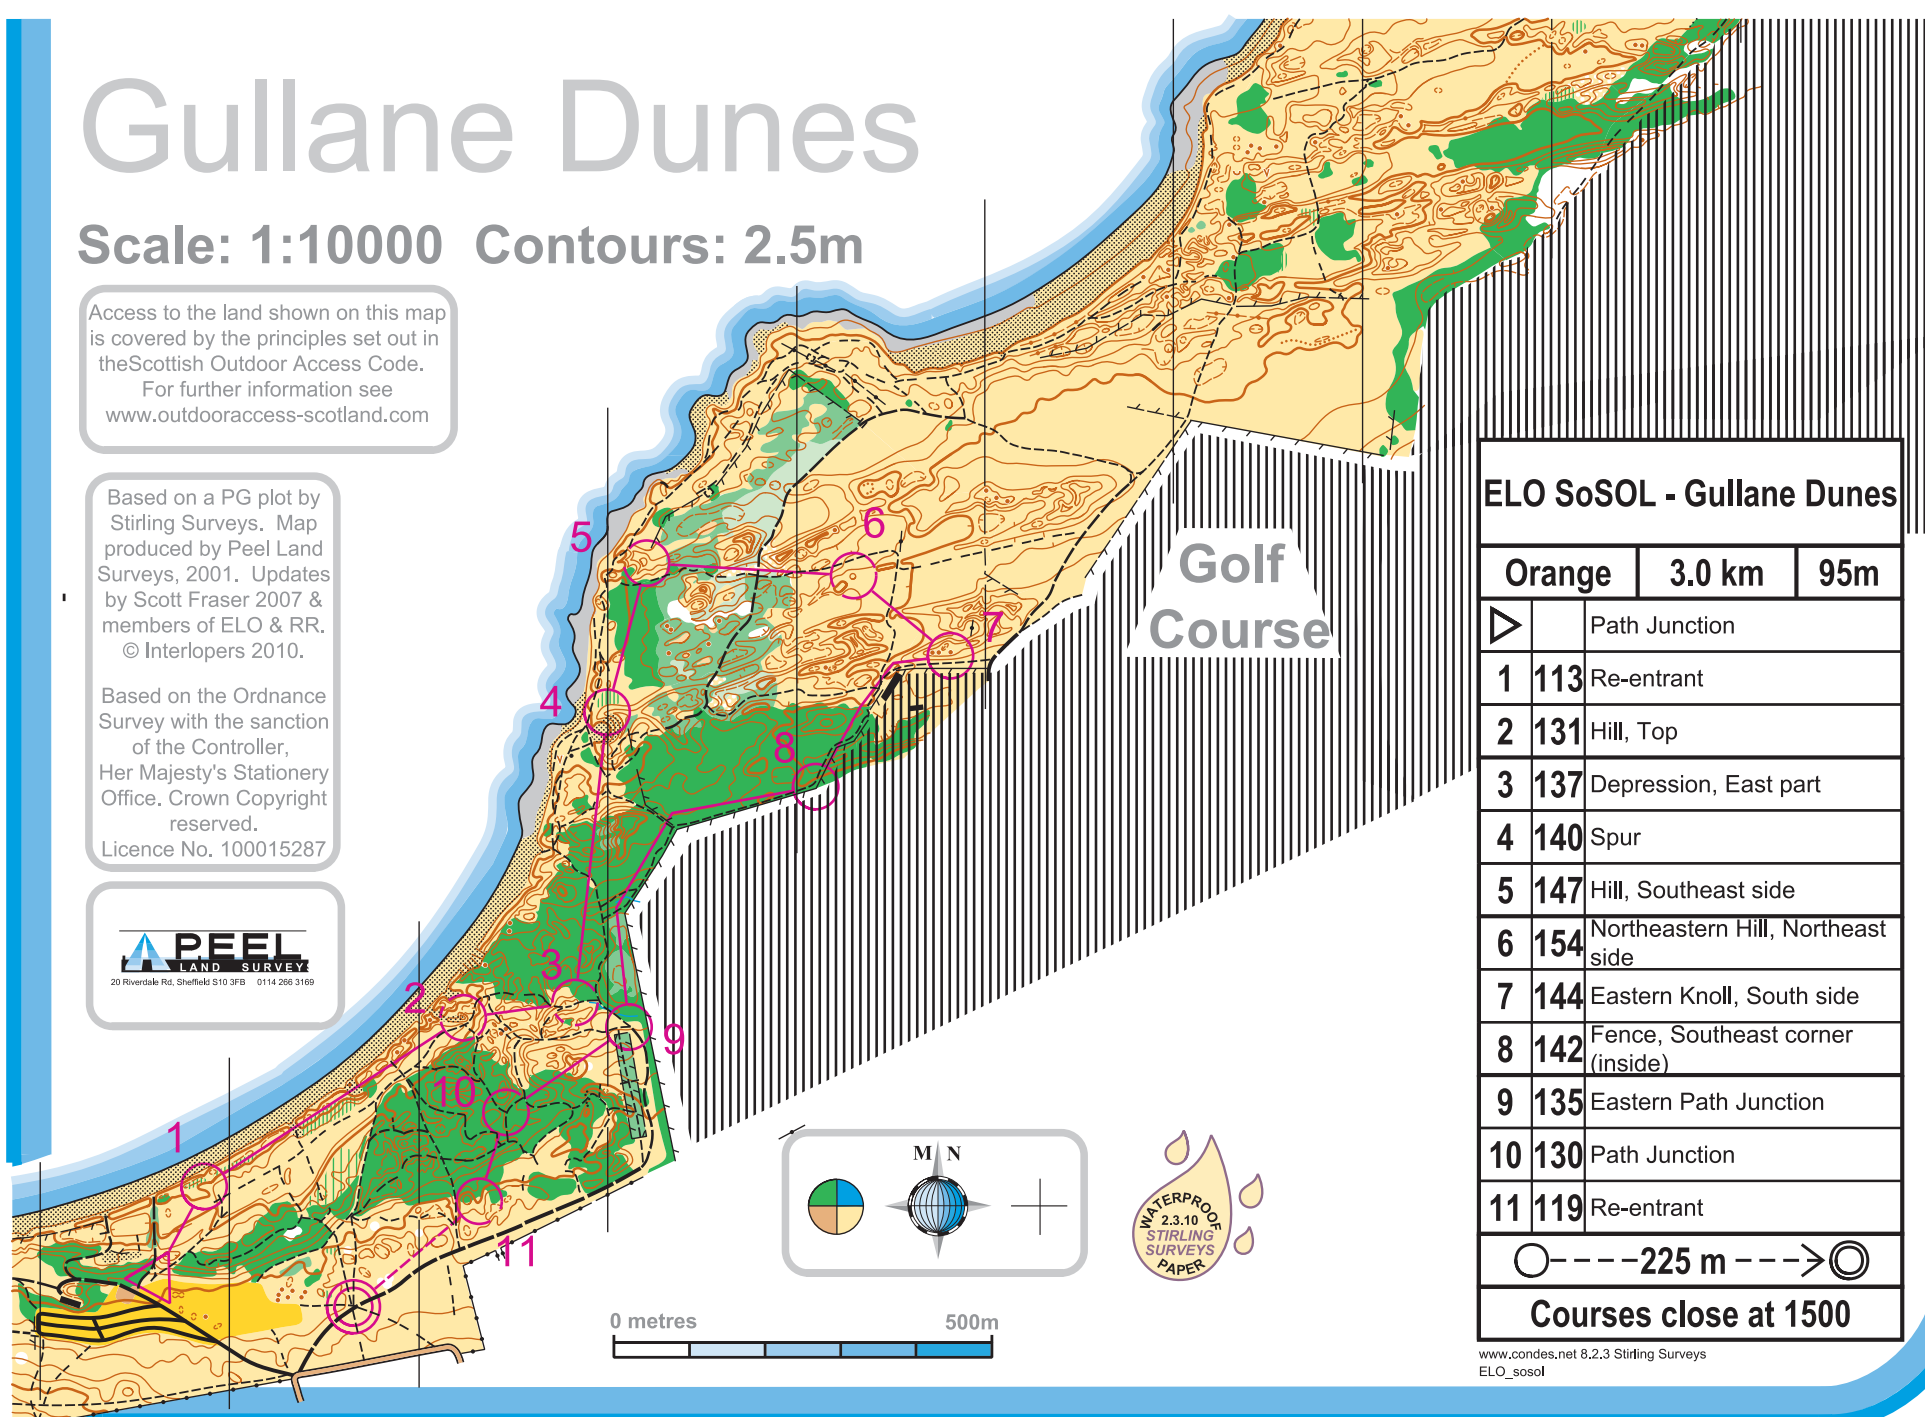 Gullane Dunes
Scale: 1:10000 Contours: 2.5m
Access to the land shown on this map
is covered by the principles set out in
theScottish Outdoor Access Code.
For further information see
www.outdooraccess-scotland.com
Based on a PG plot by
Stirling Surveys. Map
produced by Peel Land
Surveys, 2001. Updates
by Scott Fraser 2007 &
members of ELO & RR.
© Interlopers 2010.
Based on the Ordnance
Survey with the sanction
of the Controller,
Her Majesty's Stationery
Office. Crown Copyright
reserved.
Licence No. 100015287
PEEL
LAND SURVEYS
20 Riverdale Rd, Sheffield S10 3FB 0114 266 3169
5
6
7
4
8
3
2
9
10
1
11
Golf
Course
M N
WATERPROOF
2.3.10
STIRLING
SURVEYS
PAPER
0 metres 500m
ELO SoSOL - Gullane Dunes
Orange 3.0 km 95m
Path Junction
1 113 Re-entrant
2 131 Hill, Top
3 137 Depression, East part
4 140 Spur
5 147 Hill, Southeast side
6 154 Northeastern Hill, Northeast
side
7 144 Eastern Knoll, South side
8 142 Fence, Southeast corner
(inside)
9 135 Eastern Path Junction
10 130 Path Junction
11 119 Re-entrant
225 m
Courses close at 1500
www.condes.net 8.2.3 Stirling Surveys
ELO_sosol